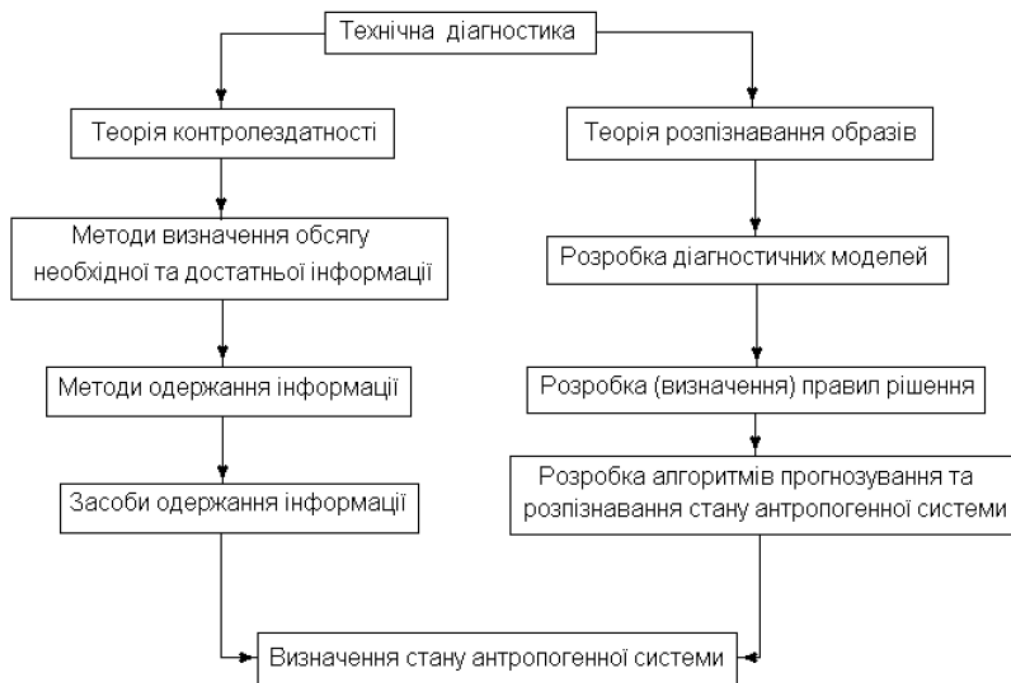 Технічна діагностика
Теорія контролездатності
Теорія розпізнавання образів
Методи визначення обсягу
необхідної та достатньої інформації
Розробка діагностичних моделей
Методи одержання інформації
Розробка (визначення) правил рішення
Засоби одержання інформації
Розробка алгоритмів прогнозування та
розпізнавання стану антропогенної системи
Визначення стану антропогенної системи